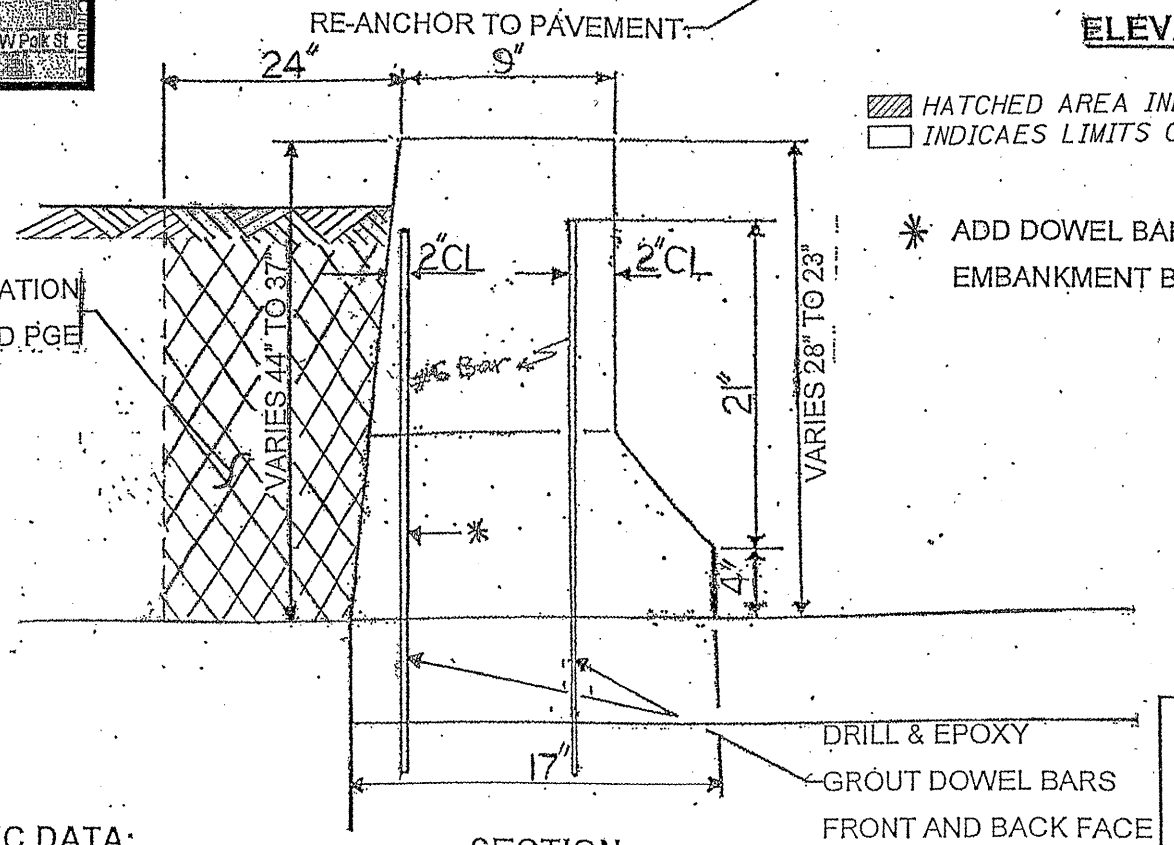 W Polk St
RE-ANCHOR TO PAVEMENT
ELEVA
24"
9"
HATCHED AREA IN
INDICAES LIMITS
* ADD DOWEL BA
EMBANKMENT B
2"CL
2"CL
ATION
D PGE
VARIES 44" TO 37"
#6 Bar
21"
VARIES 28" TO 23"
*
4"
17"
DRILL & EPOXY
GROUT DOWEL BARS
FRONT AND BACK FACE
IC DATA:
SECTION